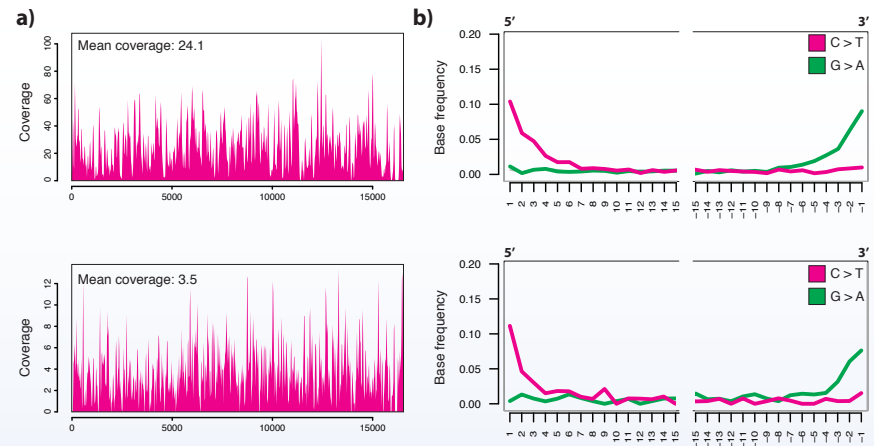 a)
Mean coverage: 24.1
Coverage
0 20 40 60 80 100
0 5000 10000 15000
Mean coverage: 3.5
Coverage
0 2 4 6 8 10 12
0 5000 10000 15000
b)
5′ 3′
C > T
G > A
Base frequency
0.20
0.15
0.10
0.05
0.00
1 2 3 4 5 6 7 8 9 10 11 12 13 14 15
−15 −14 −13 −12 −11 −10 −9 −8 −7 −6 −5 −4 −3 −2 −1
5′ 3′
C > T
G > A
Base frequency
0.20
0.15
0.10
0.05
0.00
1 2 3 4 5 6 7 8 9 10 11 12 13 14 15
−15 −14 −13 −12 −11 −10 −9 −8 −7 −6 −5 −4 −3 −2 −1